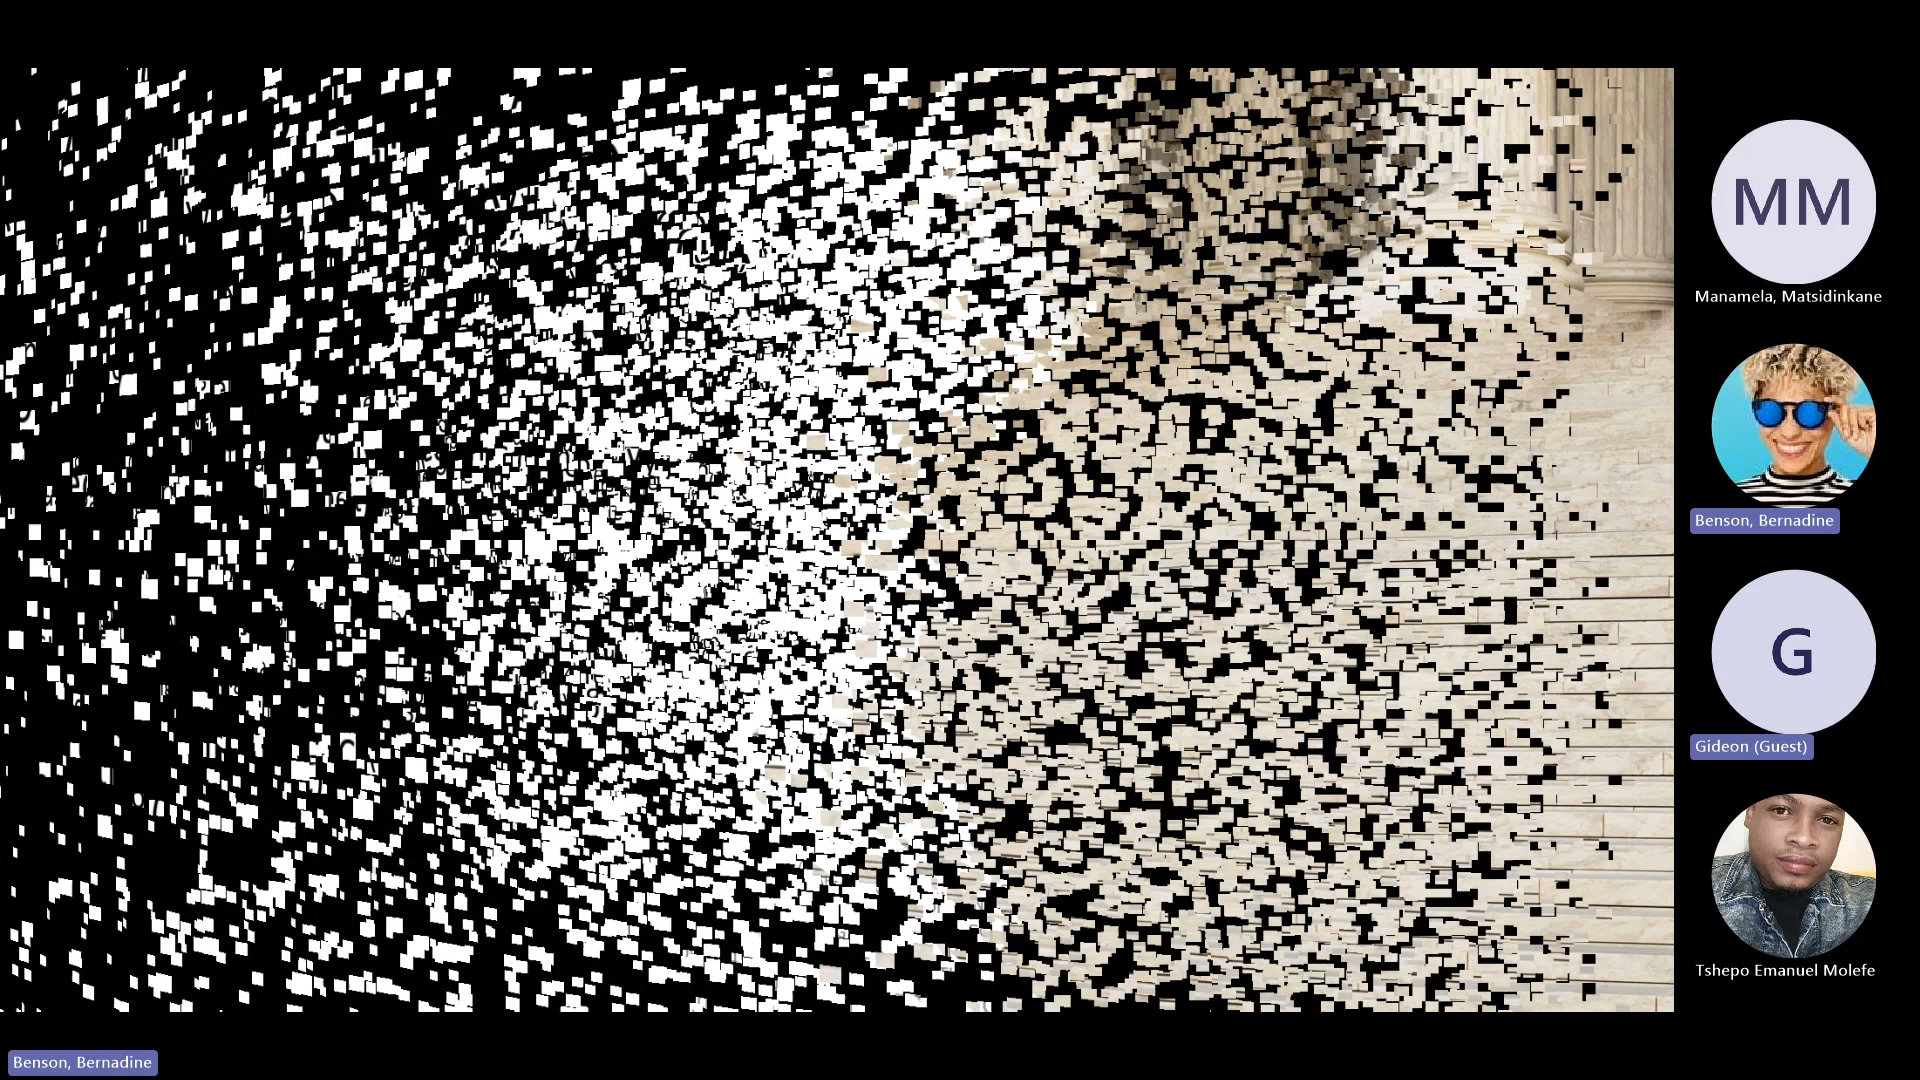 MM
Manamela, Matsidinkane
Benson, Bernadine
G
Gideon (Guest)
Tshepo Emanuel Molefe
Benson, Bernadine